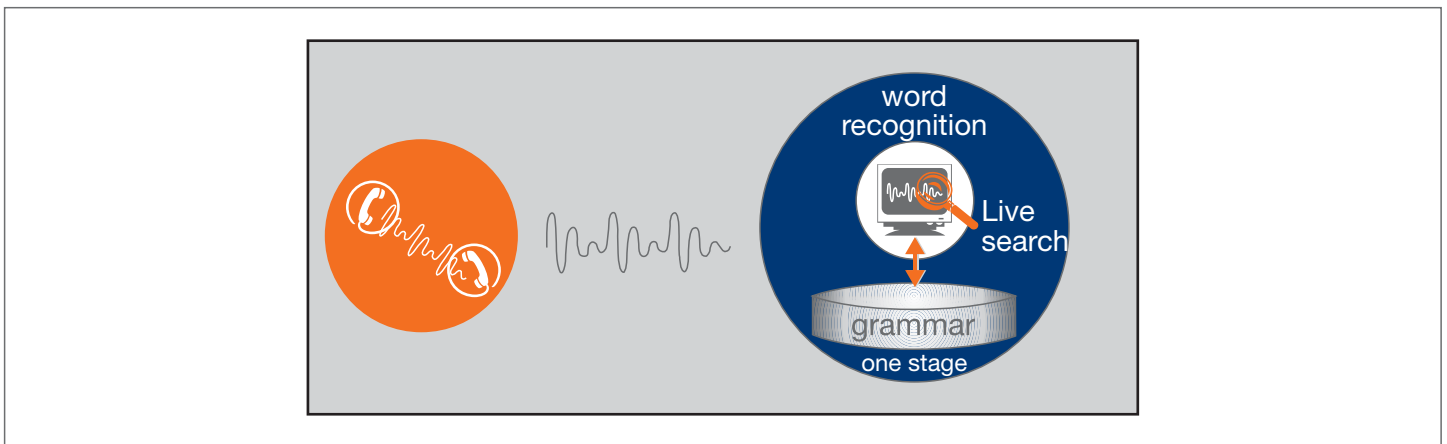 word
recognition
Live
search
grammar
one stage